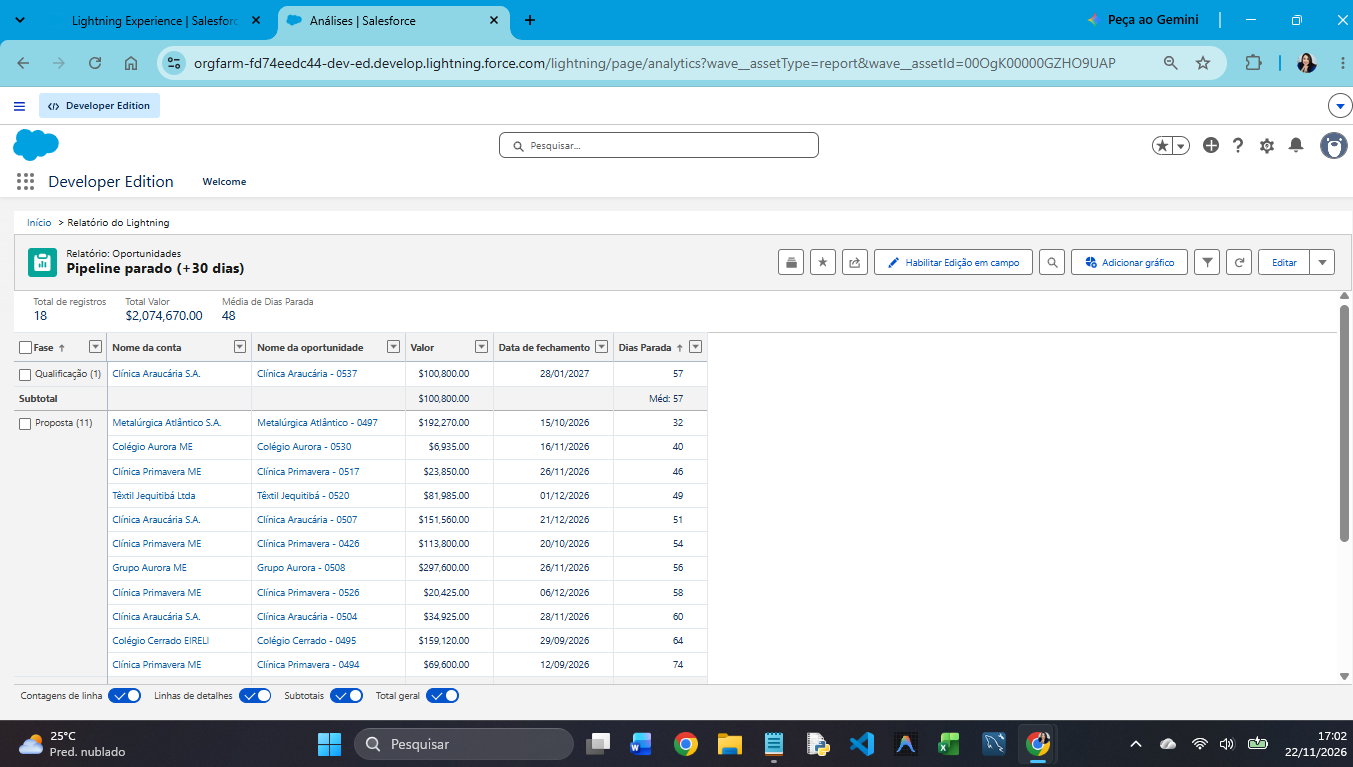 Lightning Experience | Salesforc
Análises | Salesforce
Peça ao Gemini
orgfarm-fd74eedc44-dev-ed.develop.lightning.force.com/lightning/page/analytics?wave__assetType=report&wave__assetId=00OgK00000GZHO9UAP
Developer Edition
Pesquisar...
Developer Edition Welcome
Início > Relatório do Lightning
Relatório: Oportunidades
Pipeline parado (+30 dias)
Habilitar Edição em campo
Adicionar gráfico
Editar
Total de registros Total Valor Média de Dias Parada
18 $2,074,670.00 48
Fase ↑ Nome da conta Nome da oportunidade Valor Data de fechamento Dias Parada ↑
Qualificação (1) Clínica Araucária S.A. Clínica Araucária - 0537 $100,800.00 28/01/2027 57
Subtotal $100,800.00 Méd: 57
Proposta (11) Metalúrgica Atlântico S.A. Metalúrgica Atlântico - 0497 $192,270.00 15/10/2026 32
Colégio Aurora ME Colégio Aurora - 0530 $6,935.00 16/11/2026 40
Clínica Primavera ME Clínica Primavera - 0517 $23,850.00 26/11/2026 46
Têxtil Jequitibá Ltda Têxtil Jequitibá - 0520 $81,985.00 01/12/2026 49
Clínica Araucária S.A. Clínica Araucária - 0507 $151,560.00 21/12/2026 51
Clínica Primavera ME Clínica Primavera - 0426 $113,800.00 20/10/2026 54
Grupo Aurora ME Grupo Aurora - 0508 $297,600.00 26/11/2026 56
Clínica Primavera ME Clínica Primavera - 0526 $20,425.00 06/12/2026 58
Clínica Araucária S.A. Clínica Araucária - 0504 $34,925.00 28/11/2026 60
Colégio Cerrado EIRELI Colégio Cerrado - 0495 $159,120.00 29/09/2026 64
Clínica Primavera ME Clínica Primavera - 0494 $69,600.00 12/09/2026 74
Contagens de linha Linhas de detalhes Subtotais Total geral
25°C
Pred. nublado
Pesquisar
17:02
22/11/2026